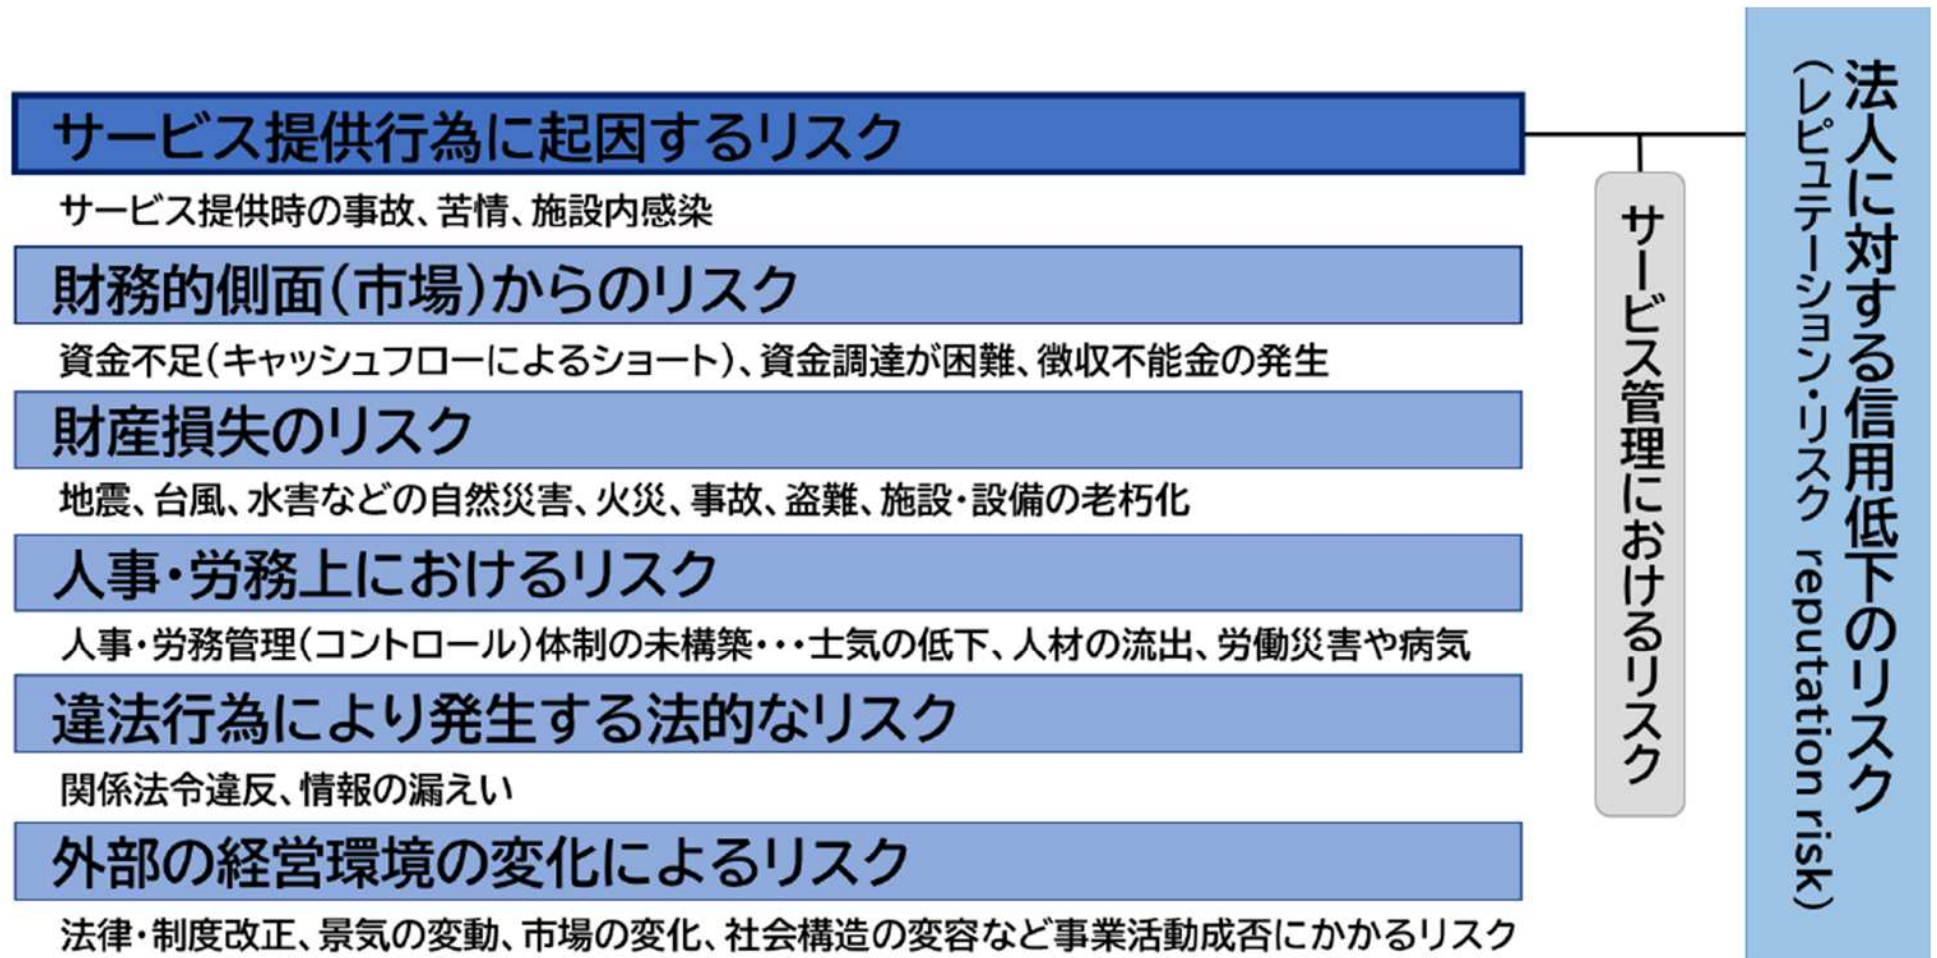 サービス提供行為に起因するリスク
サービス提供時の事故、苦情、施設内感染
財務的側面(市場)からのリスク
資金不足(キャッシュフローによるショート)、資金調達が困難、徴収不能金の発生
財産損失のリスク
地震、台風、水害などの自然災害、火災、事故、盗難、施設・設備の老朽化
人事・労務上におけるリスク
人事・労務管理(コントロール)体制の未構築・・・士気の低下、人材の流出、労働災害や病気
違法行為により発生する法的なリスク
関係法令違反、情報の漏えい
外部の経営環境の変化によるリスク
法律・制度改正、景気の変動、市場の変化、社会構造の変容など事業活動成否にかかるリスク
サービス管理におけるリスク
法人に対する信用低下のリスク
(レピュテーション・リスク reputation risk)